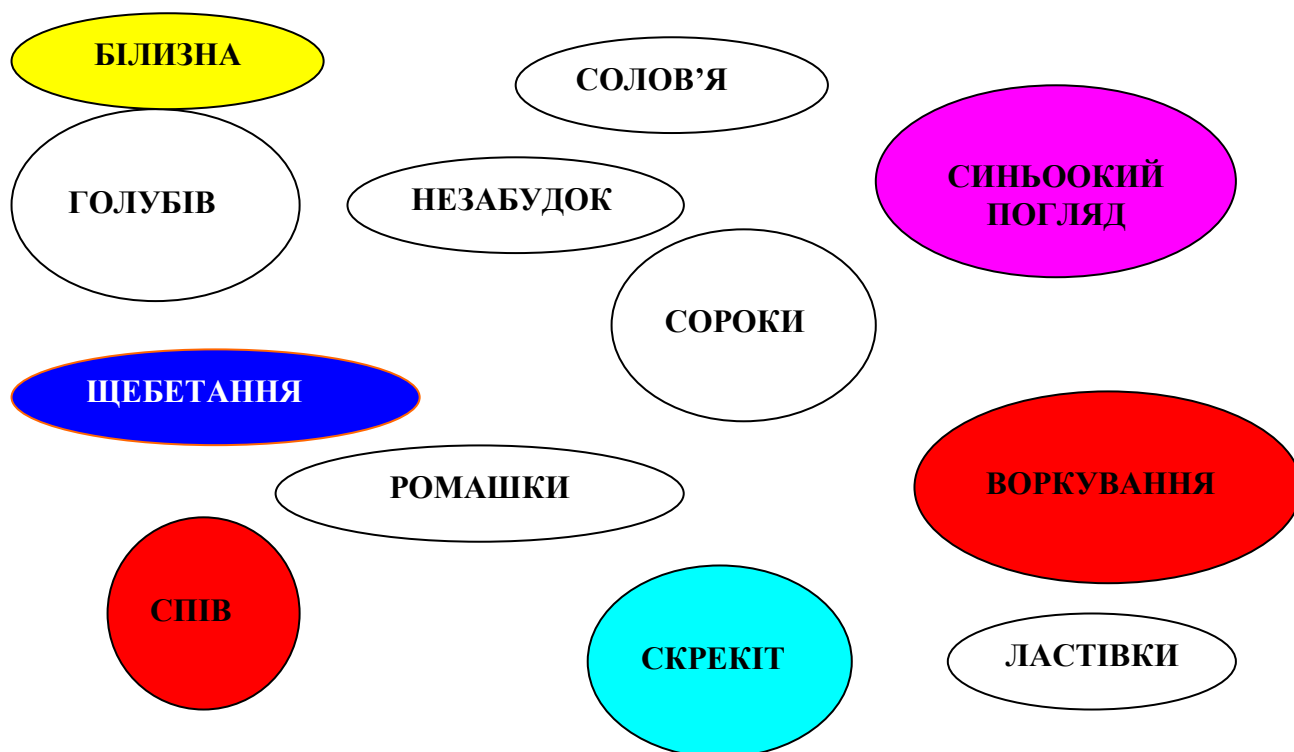 БІЛИЗНА
СОЛОВ’Я
СИНЬООКИЙ
ПОГЛЯД
ГОЛУБІВ
НЕЗАБУДОК
СОРОКИ
ЩЕБЕТАННЯ
РОМАШКИ
ВОРКУВАННЯ
СПІВ
СКРЕКІТ
ЛАСТІВКИ